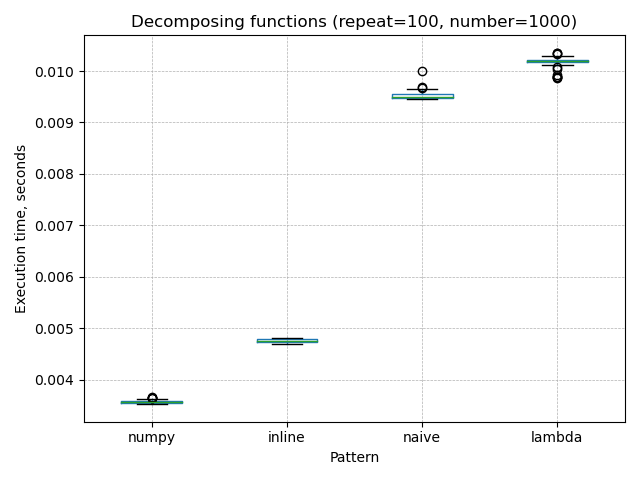 Decomposing functions (repeat=100, number=1000)
0.010
0.009
0.008
0.007
0.006
0.005
0.004
Execution time, seconds
numpy inline naive lambda
Pattern